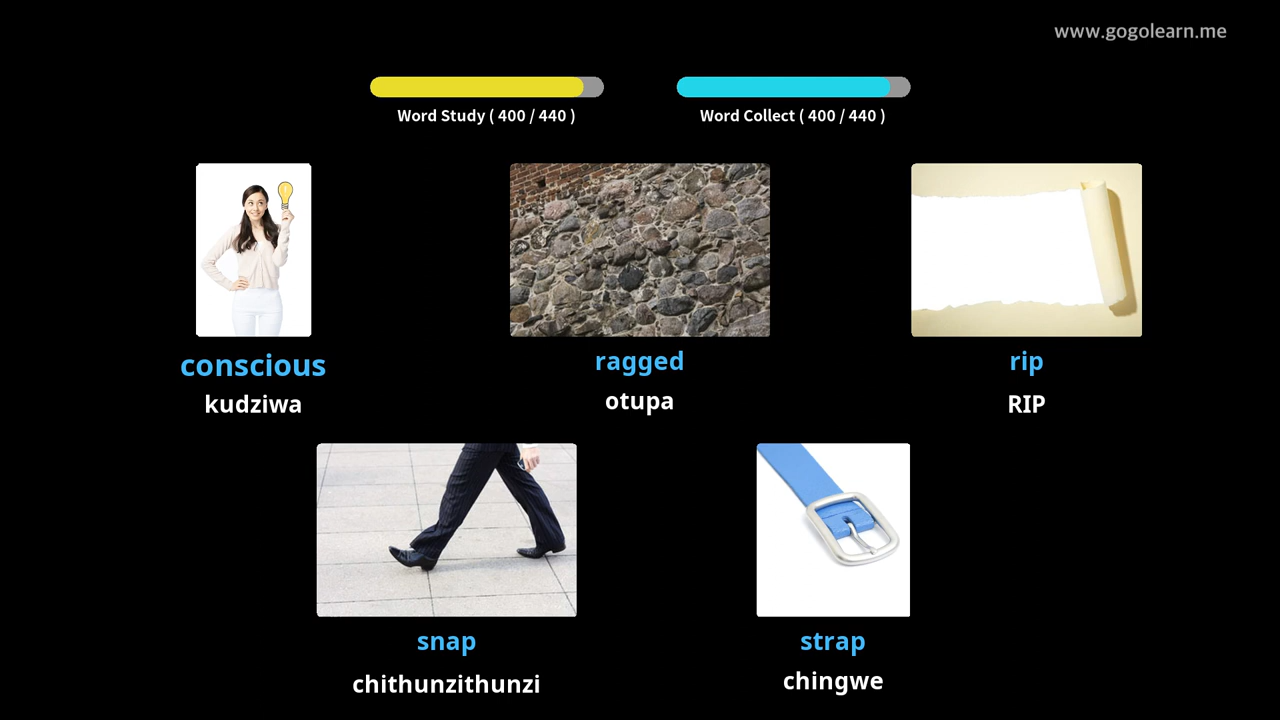 www.gogolearn.me
Word Study ( 400 / 440 )
Word Collect ( 400 / 440 )
conscious
kudziwa
ragged
otupa
rip
RIP
snap
chithunzithunzi
strap
chingwe